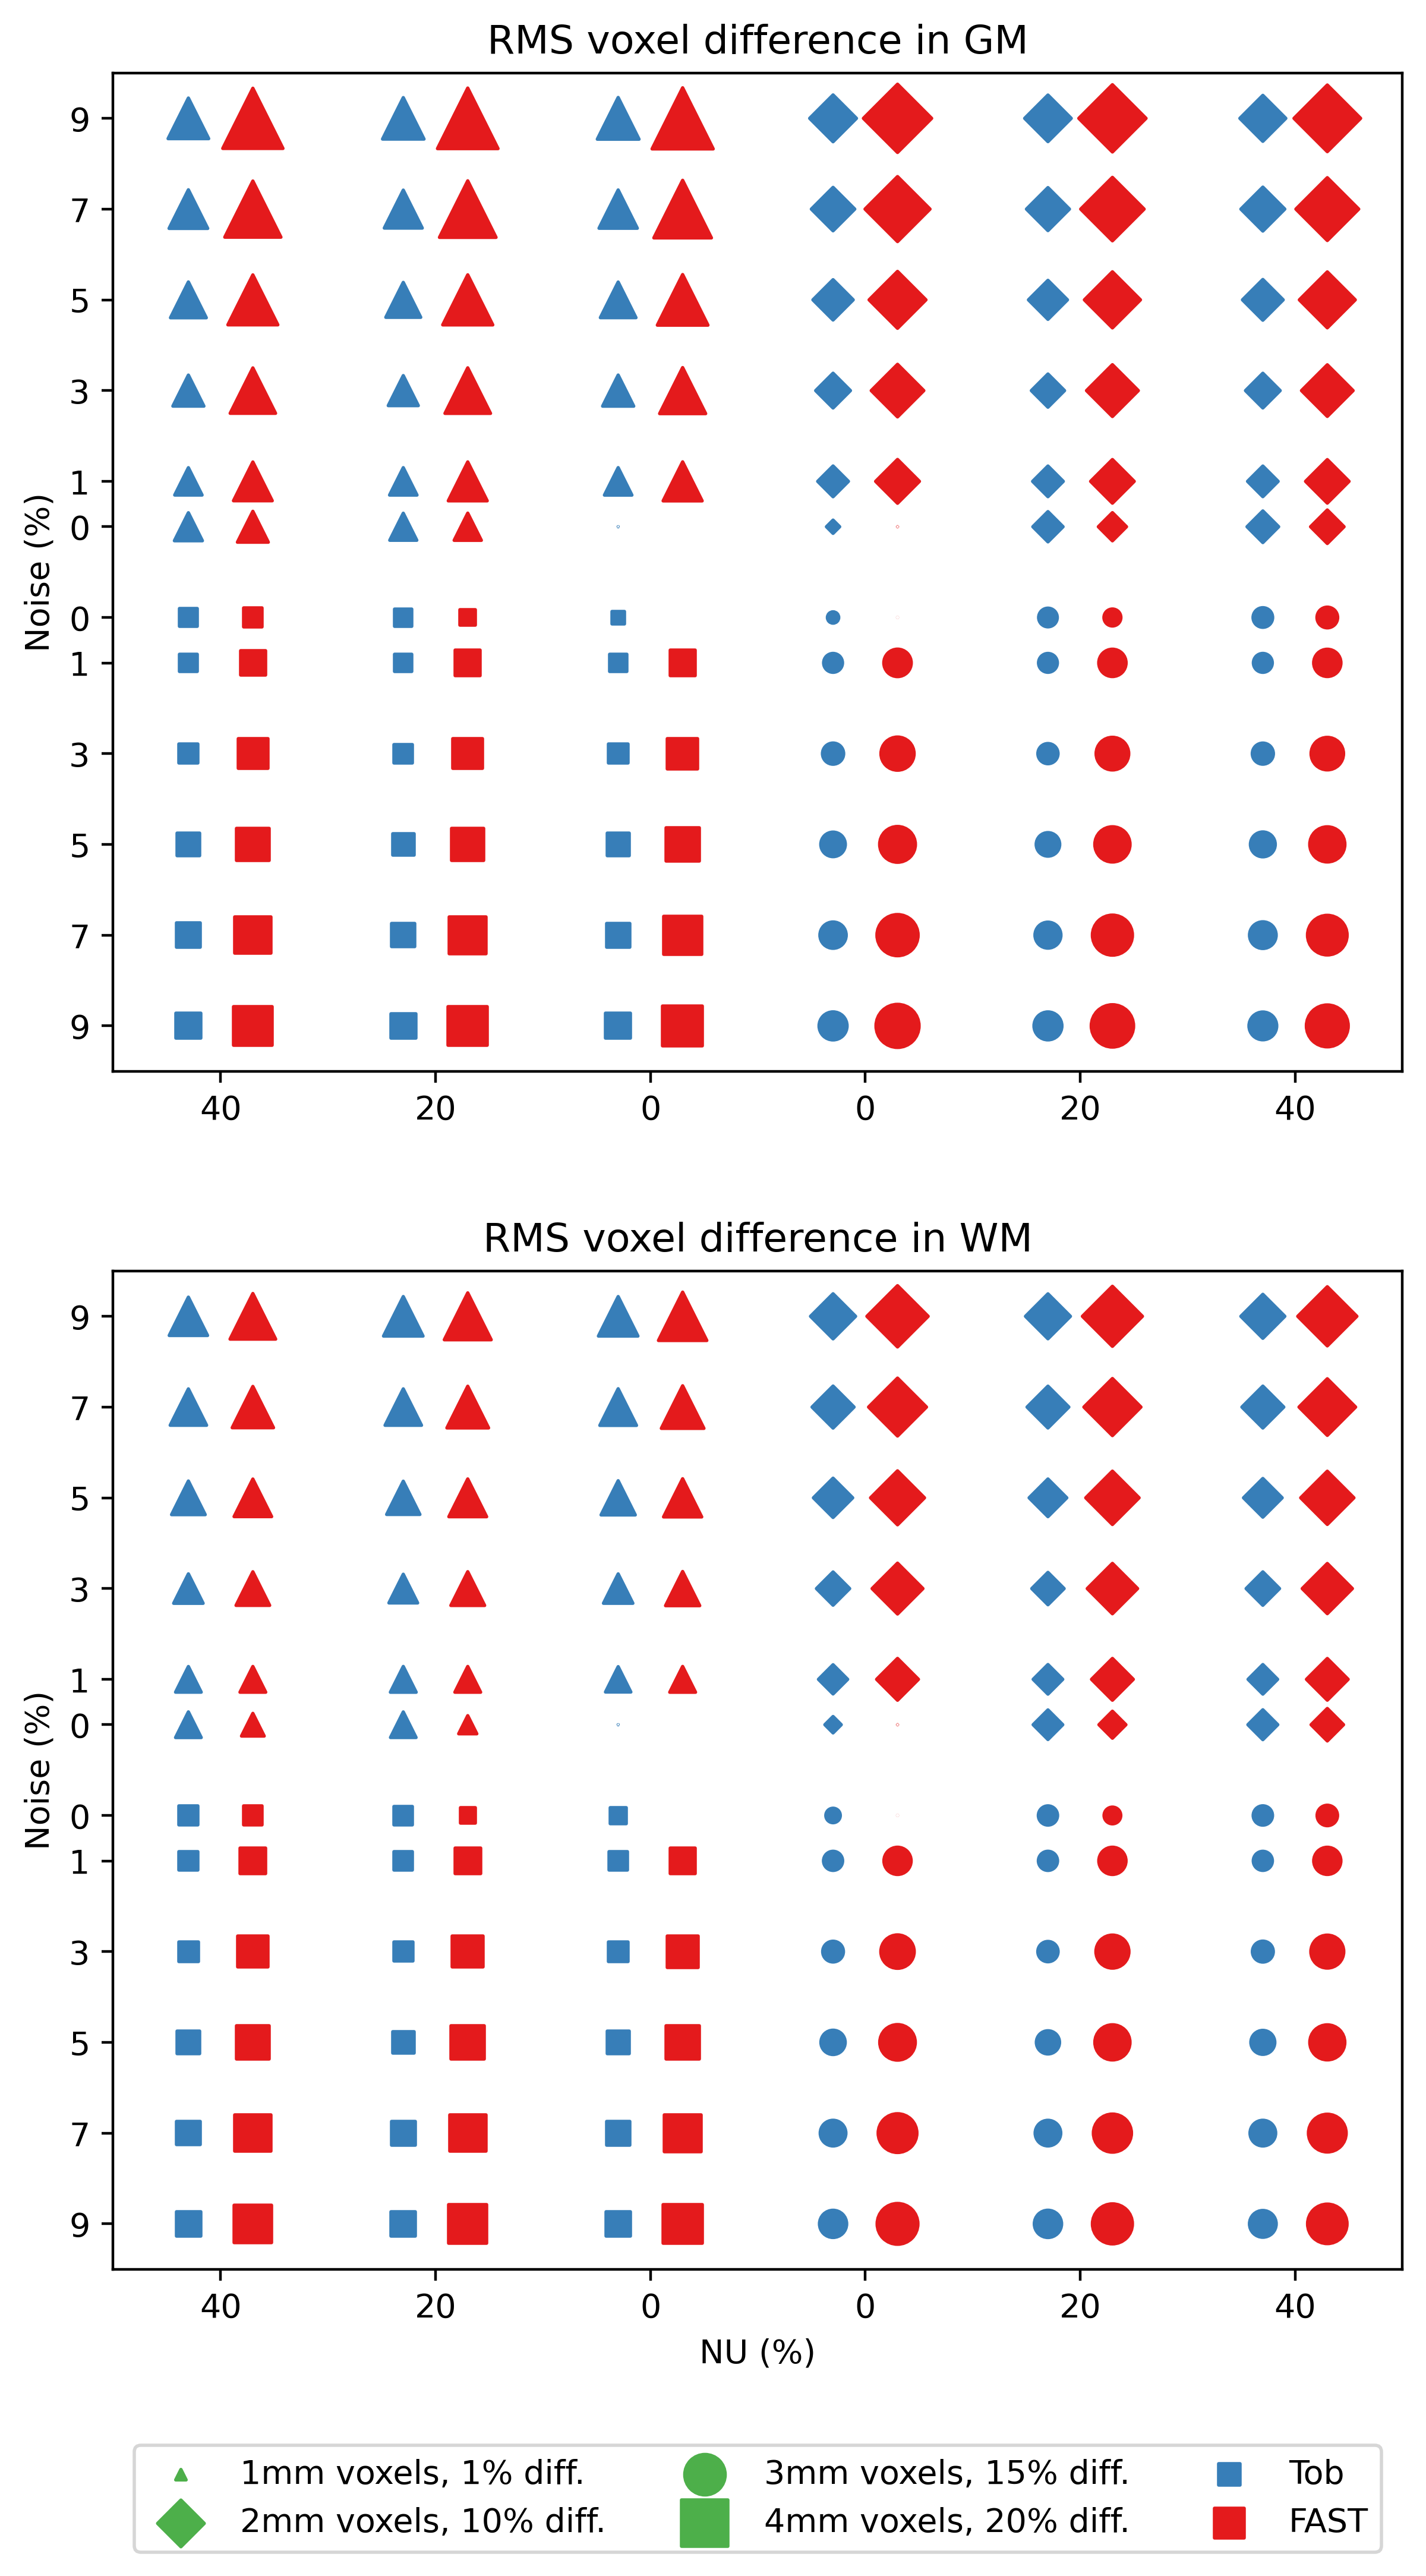 RMS voxel difference in GM
9
7
5
3
1
0
0
1
3
5
7
9
Noise (%)
40 20 0 0 20 40
RMS voxel difference in WM
9
7
5
3
1
0
0
1
3
5
7
9
Noise (%)
40 20 0 0 20 40
NU (%)
1mm voxels, 1% diff. 3mm voxels, 15% diff. Tob
2mm voxels, 10% diff. 4mm voxels, 20% diff. FAST